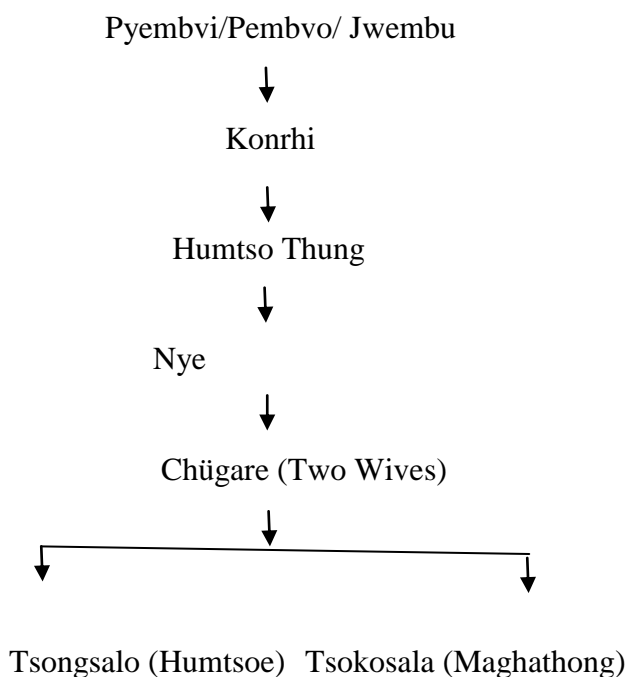 Pyembvi/Pembvo/ Jwembu
Konrhi
Humtso Thung
Nye
Chügare (Two Wives)
Tsongsalo (Humtsoe) Tsokosala (Maghathong)